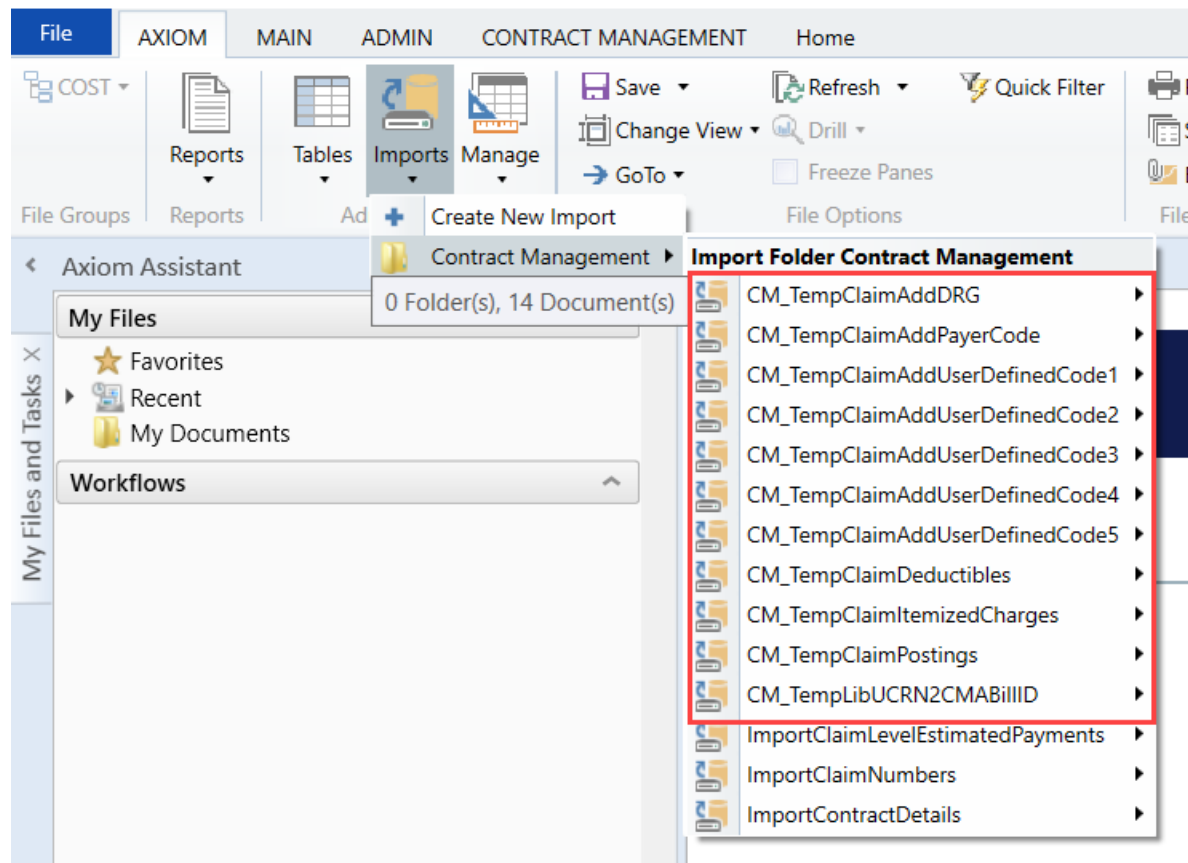 File AXIOM MAIN ADMIN CONTRACT MANAGEMENT Home
COST Save Refresh Quick Filter
Change View Drill
Reports Tables Imports Manage
GoTo Freeze Panes
File Groups Reports Ad File Options File
Create New Import
Axiom Assistant
Contract Management
Import Folder Contract Management
0 Folder(s), 14 Document(s)
My Files
Favorites
Recent
My Documents
Workflows
My Files and Tasks
CM_TempClaimAddDRG
CM_TempClaimAddPayerCode
CM_TempClaimAddUserDefinedCode1
CM_TempClaimAddUserDefinedCode2
CM_TempClaimAddUserDefinedCode3
CM_TempClaimAddUserDefinedCode4
CM_TempClaimAddUserDefinedCode5
CM_TempClaimDeductibles
CM_TempClaimItemizedCharges
CM_TempClaimPostings
CM_TempLibUCRN2CMABillID
ImportClaimLevelEstimatedPayments
ImportClaimNumbers
ImportContractDetails